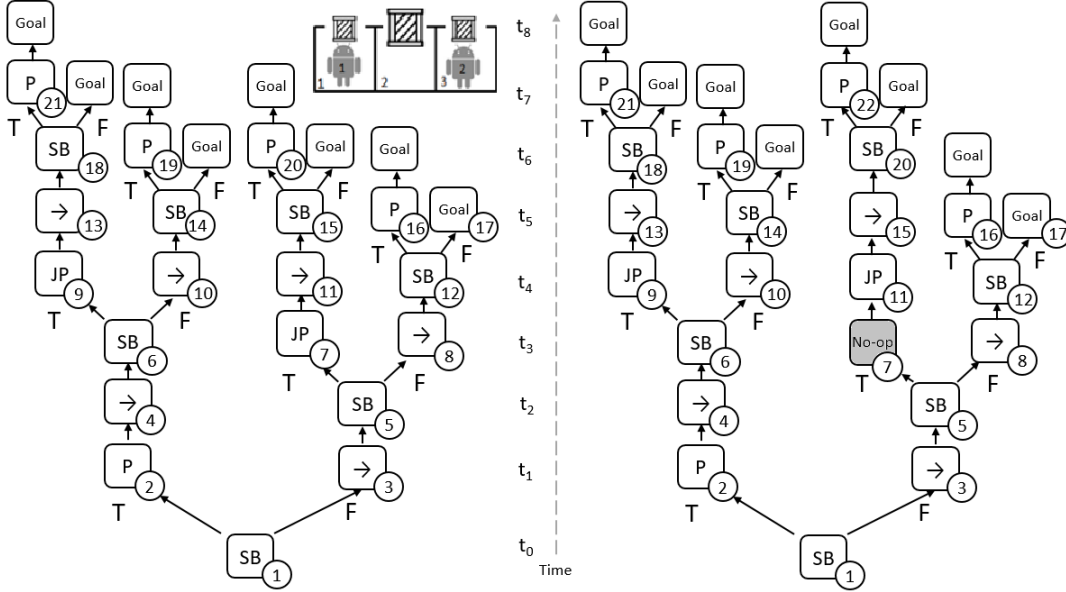 Goal
P 21 Goal
T F
SB 18
→ 13
JP 9
T
Goal
P 19 Goal
T F
SB 14
→ 10
F
SB 6
→ 4
P 2
T
Goal
P 20 Goal
T F
SB 15
→ 11
JP 7
T
Goal
P 16 Goal 17
T F
SB 12
→ 8
F
SB 5
→ 3
F
SB 1
1 1 2 3 2
t8
t7
t6
t5
t4
t3
t2
t1
t0
Time
Goal
P 21 Goal
T F
SB 18
→ 13
JP 9
T
Goal
P 19 Goal
T F
SB 14
→ 10
F
SB 6
→ 4
P 2
T
Goal
P 22 Goal
T F
SB 20
→ 15
JP 11
No-op 7
T
Goal
P 16 Goal 17
T F
SB 12
→ 8
F
SB 5
→ 3
F
SB 1